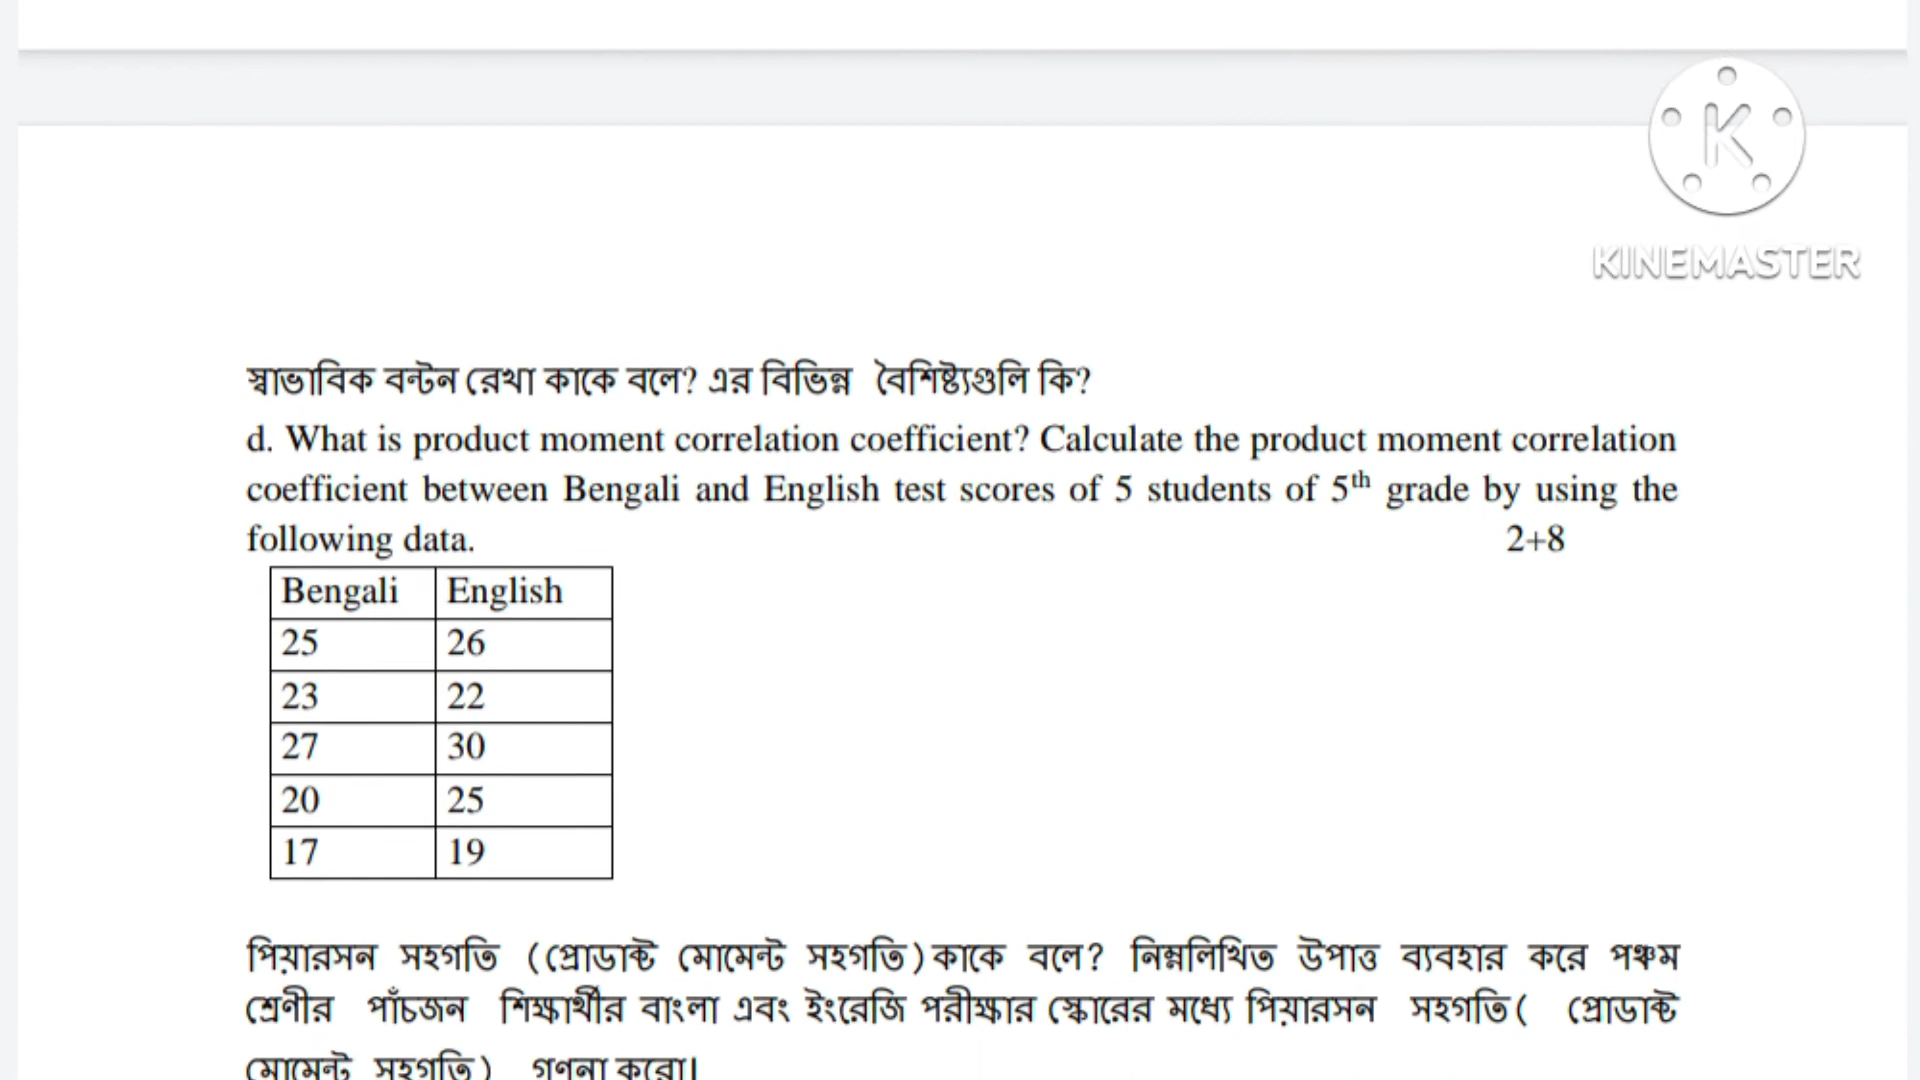 KINEMASTER
স্বাভাবিক বন্টন রেখা কাকে বলে? এর বিভিন্ন বৈশিষ্ট্যগুলি কি?
d. What is product moment correlation coefficient? Calculate the product moment correlation
coefficient between Bengali and English test scores of 5 students of 5th grade by using the
following data. 2+8
Bengali English
25 26
23 22
27 30
20 25
17 19
পিয়ারসন সহগতি (প্রোডাক্ট মোমেন্ট সহগতি)কাকে বলে? নিম্নলিখিত উপাত্ত ব্যবহার করে পঞ্চম
শ্রেণীর পাঁচজন শিক্ষার্থীর বাংলা এবং ইংরেজি পরীক্ষার স্কোরের মধ্যে পিয়ারসন সহগতি( প্রোডাক্ট
মোমেন্ট সহগতি) গণনা করো।